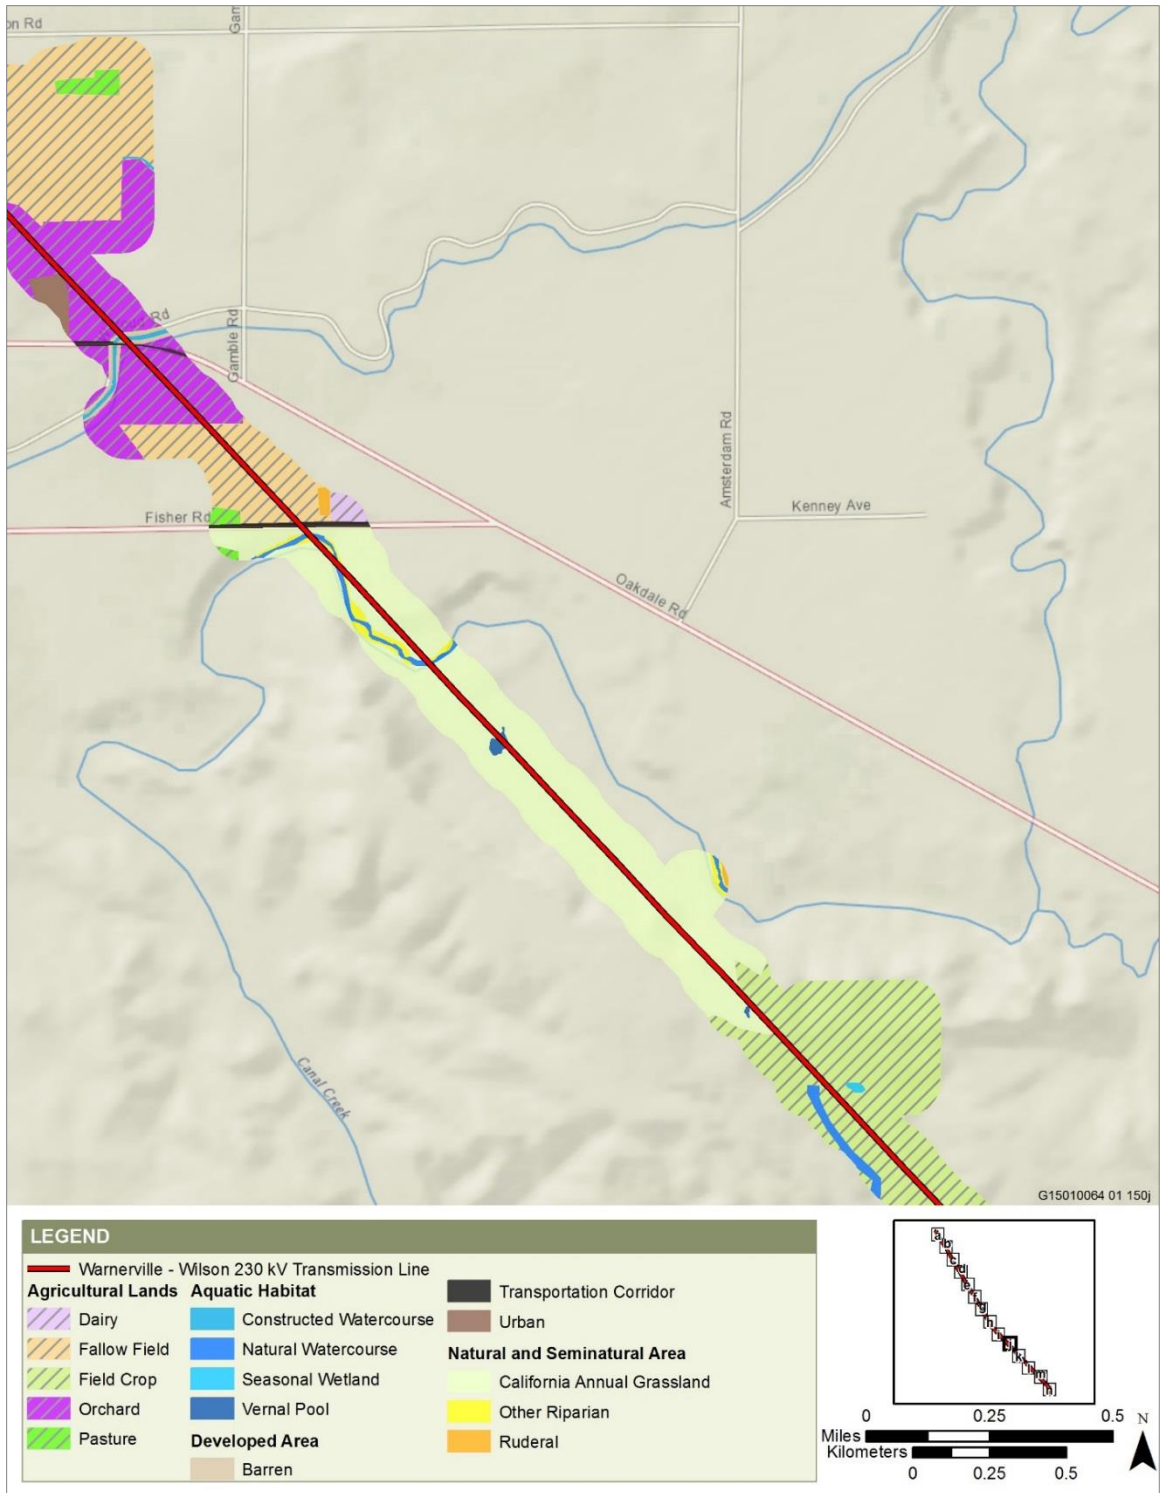 on Rd
Gam
Rd
Gamble Rd
Amsterdam Rd
Fisher Rd
Kenney Ave
Oakdale Rd
Canal Creek
G15010064 01 150j
LEGEND
Warnerville - Wilson 230 kV Transmission Line
Agricultural Lands
Dairy
Fallow Field
Field Crop
Orchard
Pasture
Aquatic Habitat
Constructed Watercourse
Natural Watercourse
Seasonal Wetland
Vernal Pool
Developed Area
Barren
Transportation Corridor
Urban
Natural and Seminatural Area
California Annual Grassland
Other Riparian
Ruderal
a
b
c
d
e
f
g
h
i
k
l
m
n
0 0.25 0.5
Miles
Kilometers
0 0.25 0.5
N